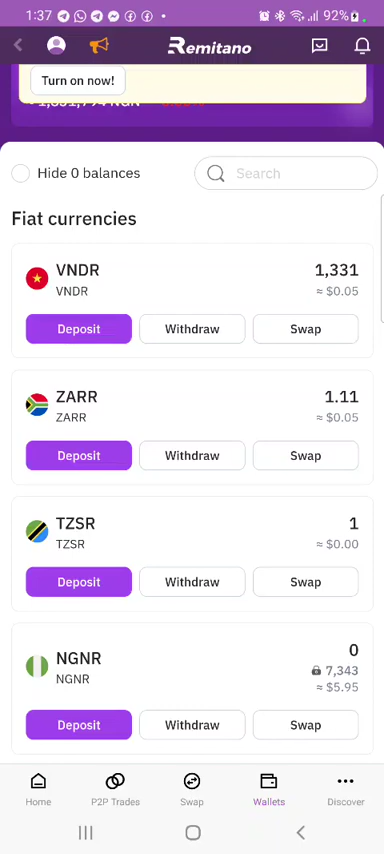 1:37
92%
Remitano
Turn on now!
Hide 0 balances
Search
Fiat currencies
VNDR
1,331
VNDR
≈ $0.05
Deposit
Withdraw
Swap
ZARR
1.11
ZARR
≈ $0.05
Deposit
Withdraw
Swap
TZSR
1
TZSR
≈ $0.00
Deposit
Withdraw
Swap
NGNR
0
7,343
NGNR
≈ $5.95
Deposit
Withdraw
Swap
Home
P2P Trades
Swap
Wallets
Discover